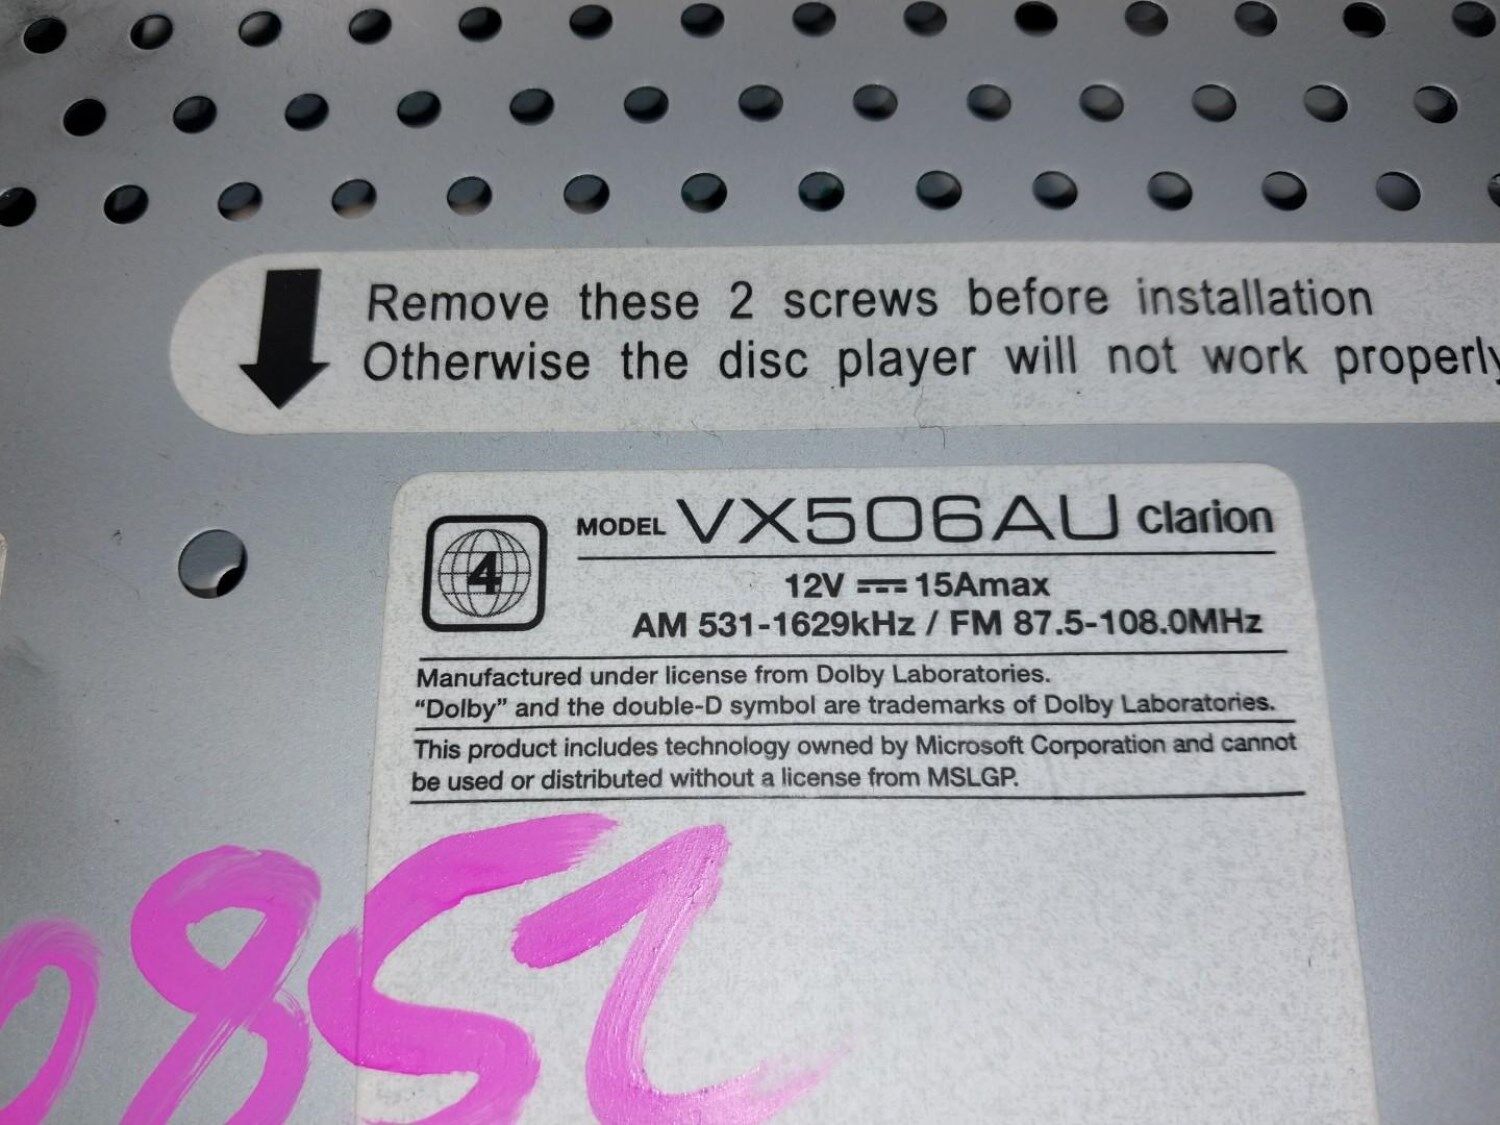 Remove these 2 screws before installation
Otherwise the disc player will not work properly
4
MODEL VX506AU Clarion
12V ⎓ 15Amax
AM 531-1629kHz / FM 87.5-108.0MHz
Manufactured under license from Dolby Laboratories.
“Dolby” and the double-D symbol are trademarks of Dolby Laboratories.
This product includes technology owned by Microsoft Corporation and cannot
be used or distributed without a license from MSLGP.